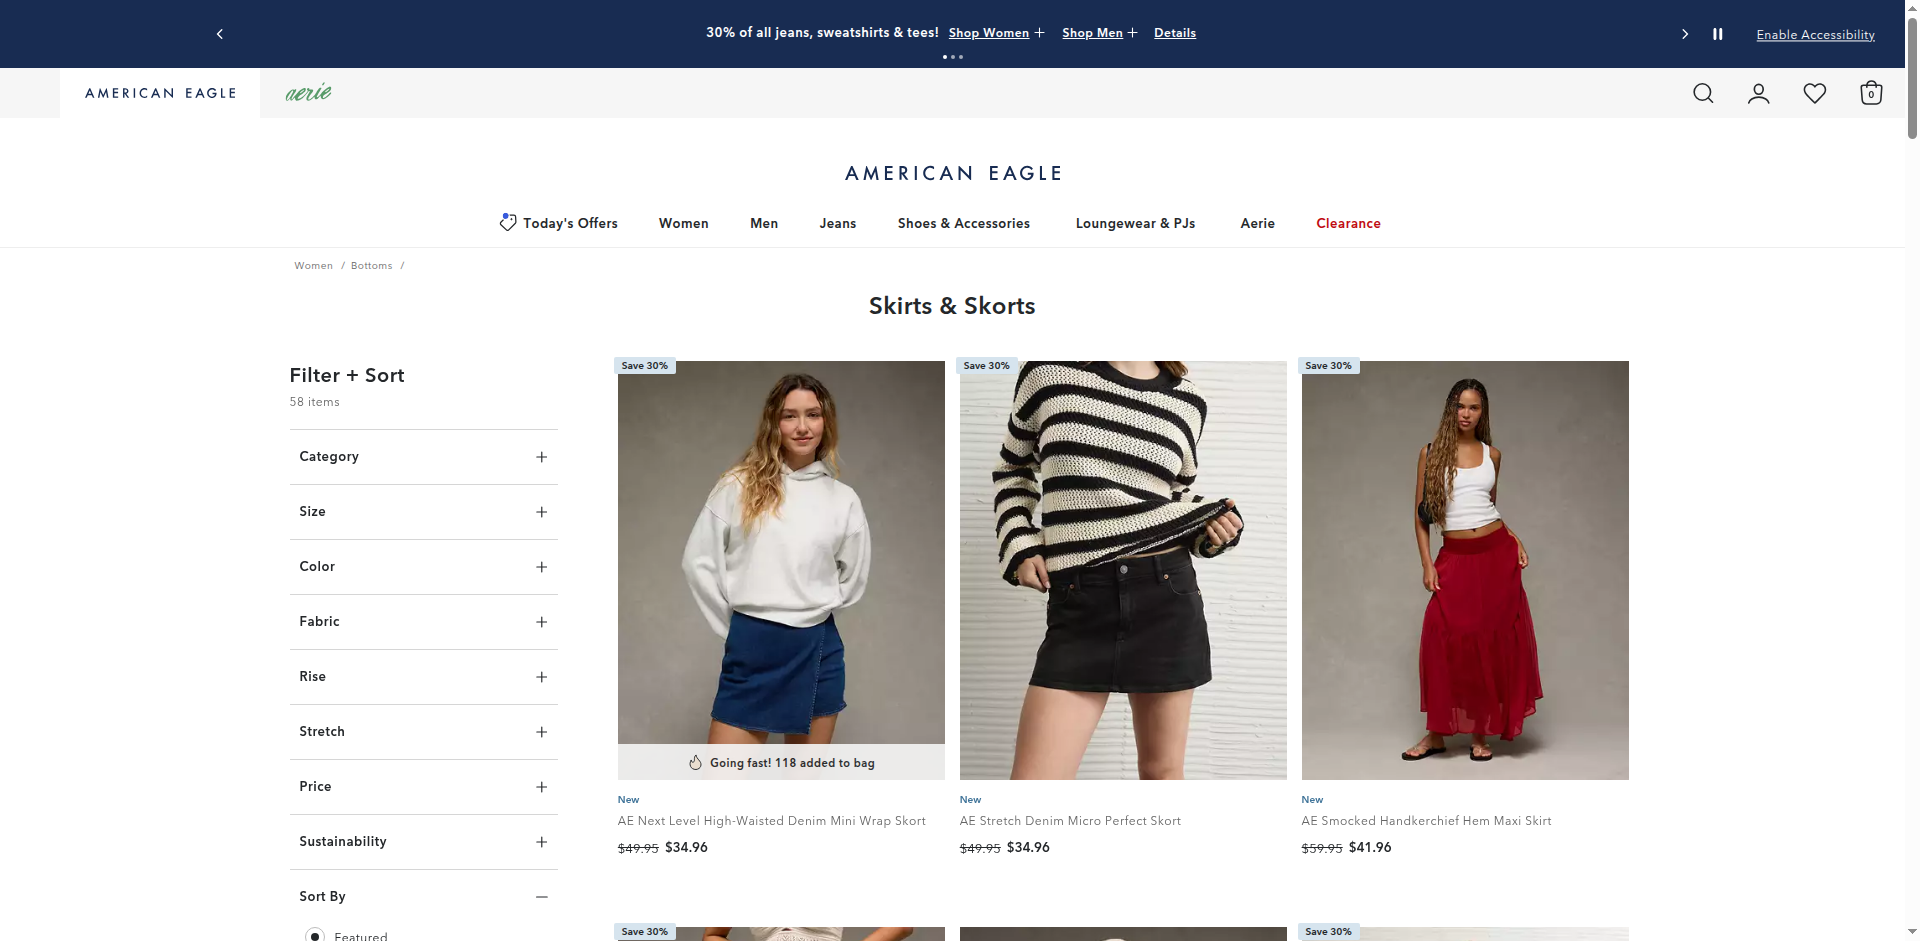 30% of all jeans, sweatshirts & tees! Shop Women Shop Men Details
Enable Accessibility
AMERICAN EAGLE
aerie
0
AMERICAN EAGLE
Today's Offers
Women
Men
Jeans
Shoes & Accessories
Loungewear & PJs
Aerie
Clearance
Women / Bottoms /
Skirts & Skorts
Filter + Sort
58 items
Category
Size
Color
Fabric
Rise
Stretch
Price
Sustainability
Sort By
Featured
Save 30%
Going fast! 118 added to bag
New
AE Next Level High-Waisted Denim Mini Wrap Skort
$49.95 $34.96
Save 30%
New
AE Stretch Denim Micro Perfect Skort
$49.95 $34.96
Save 30%
New
AE Smocked Handkerchief Hem Maxi Skirt
$59.95 $41.96
Save 30%
Save 30%